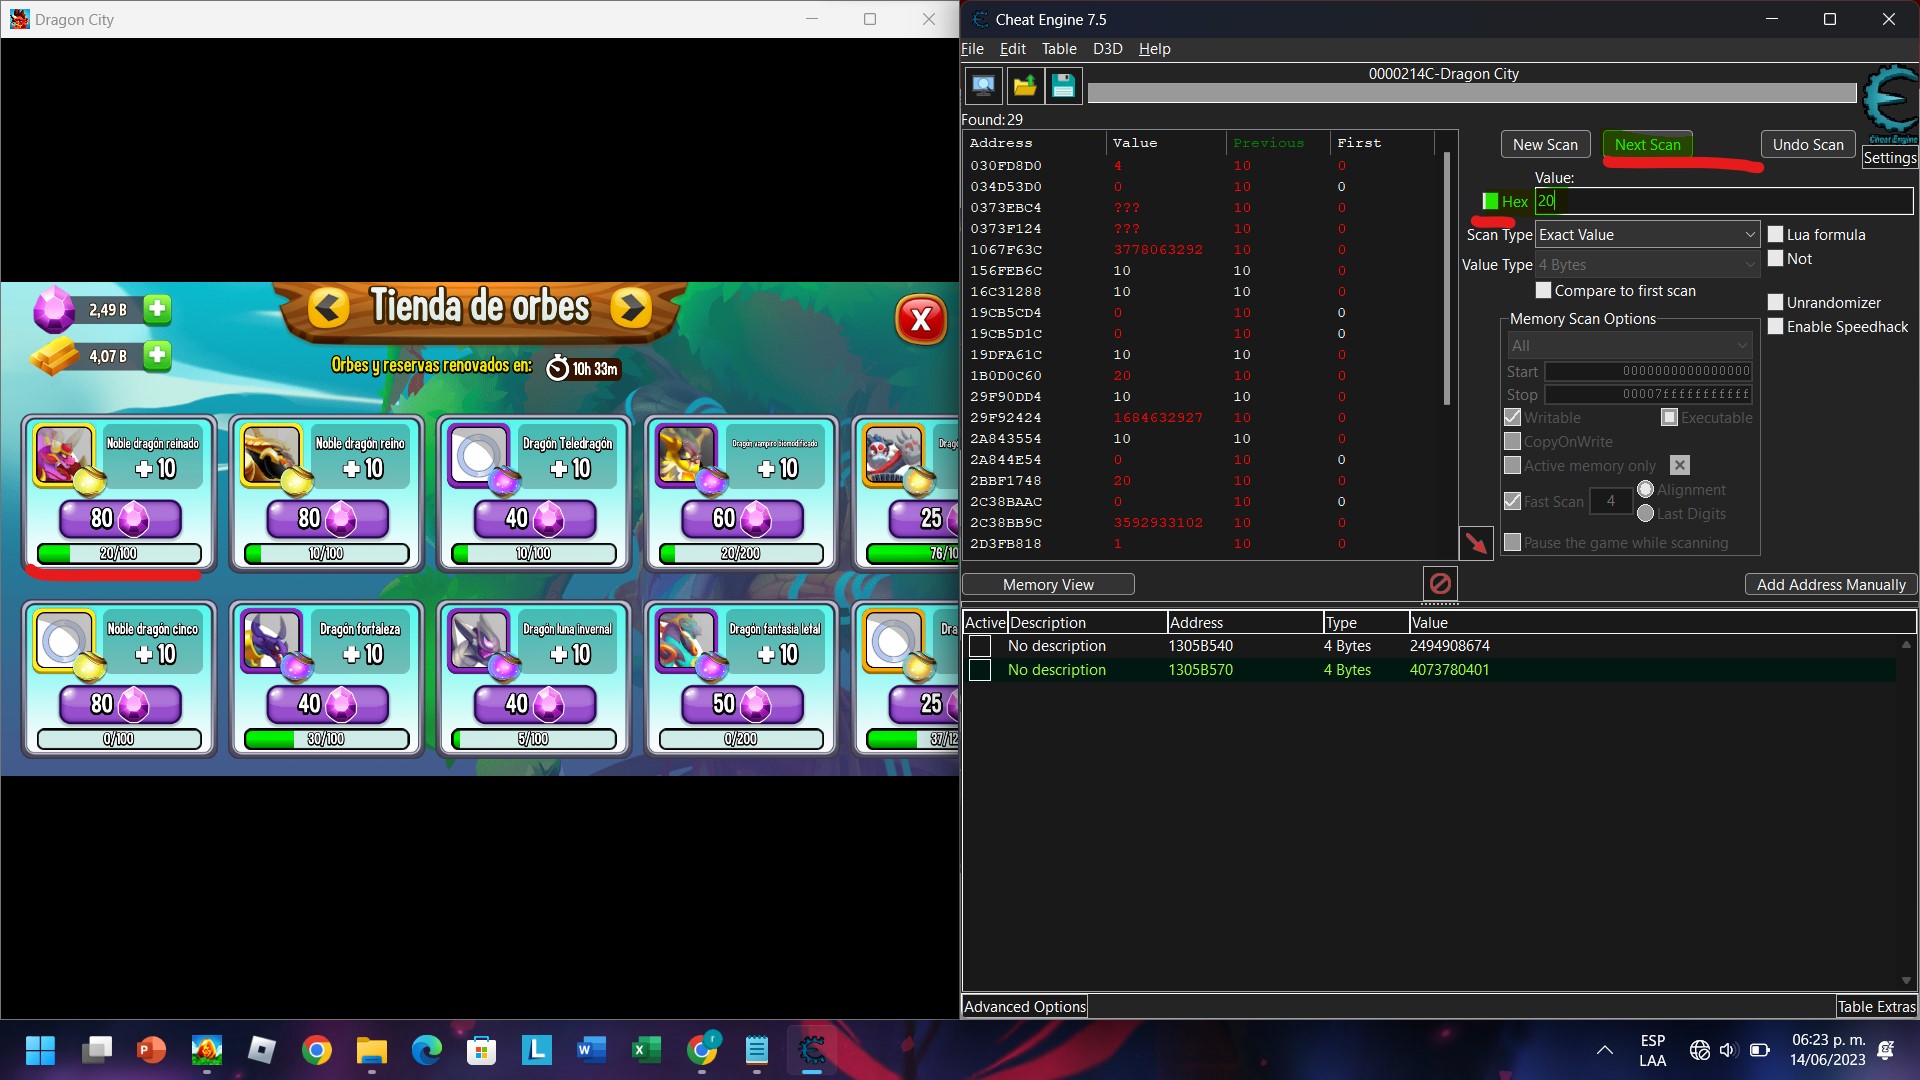 Dragon City
2,49 B
4,07 B
Tienda de orbes
Orbes y reservas renovados en: 10h 33m
X
Noble dragón reinado
+10
80
20/100
Noble dragón reino
+10
80
10/100
Dragón Teledragón
+10
40
10/100
Dragón vampiro biomodificado
+10
60
20/200
25
Noble dragón cinco
+10
80
0/100
Dragón fortaleza
+10
40
30/100
Dragón luna invernal
+10
40
5/100
Dragón fantasía letal
+10
50
0/200
25
Cheat Engine 7.5
File Edit Table D3D Help
0000214C-Dragon City
Cheat Engine
Settings
Found:29
Address Value Previous First
030FD8D0 4 10 0
034D53D0 0 10 0
0373EBC4 ??? 10 0
0373F124 ??? 10 0
1067F63C 3778063292 10 0
156FEB6C 10 10 0
16C31288 10 10 0
19CB5CD4 0 10 0
19CB5D1C 0 10 0
19DFA61C 10 10 0
1B0D0C60 20 10 0
29F90DD4 10 10 0
29F92424 1684632927 10 0
2A843554 10 10 0
2A844E54 0 10 0
2BBF1748 20 10 0
2C38BAAC 0 10 0
2C38BB9C 3592933102 10 0
2D3FB818 1 10 0
New Scan Next Scan Undo Scan
Value:
Hex 20
Scan Type Exact Value
Value Type 4 Bytes
Compare to first scan
Lua formula
Not
Unrandomizer
Enable Speedhack
Memory Scan Options
All
Start 0000000000000000
Stop 00007fffffffffff
Writable Executable
CopyOnWrite
Active memory only
Fast Scan 4 Alignment
Last Digits
Pause the game while scanning
Memory View
Add Address Manually
Active Description Address Type Value
No description 1305B540 4 Bytes 2494908674
No description 1305B570 4 Bytes 4073780401
Advanced Options Table Extras
ESP
LAA
06:23 p. m.
14/06/2023